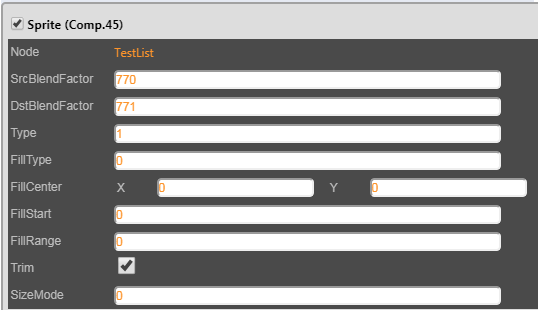 Sprite (Comp.45)
Node TestList
SrcBlendFactor 770
DstBlendFactor 771
Type 1
FillType 0
FillCenter X 0 Y 0
FillStart 0
FillRange 0
Trim
SizeMode 0